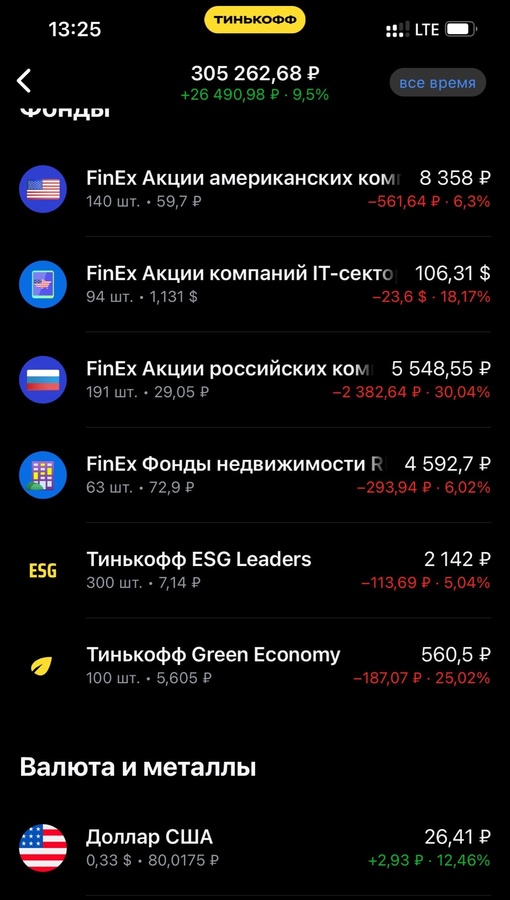 13:25
ТИНЬКОФФ
LTE
305 262,68 ₽
+26 490,98 ₽ · 9,5%
все время
Фонды
FinEx Акции американских ком
8 358 ₽
140 шт. • 59,7 ₽
−561,64 ₽ · 6,3%
FinEx Акции компаний IT-секто
106,31 $
94 шт. • 1,131 $
−23,6 $ · 18,17%
FinEx Акции российских ком
5 548,55 ₽
191 шт. • 29,05 ₽
−2 382,64 ₽ · 30,04%
FinEx Фонды недвижимости R
4 592,7 ₽
63 шт. • 72,9 ₽
−293,94 ₽ · 6,02%
ESG
Тинькофф ESG Leaders
2 142 ₽
300 шт. • 7,14 ₽
−113,69 ₽ · 5,04%
Тинькофф Green Economy
560,5 ₽
100 шт. • 5,605 ₽
−187,07 ₽ · 25,02%
Валюта и металлы
Доллар США
26,41 ₽
0,33 $ • 80,0175 ₽
+2,93 ₽ · 12,46%